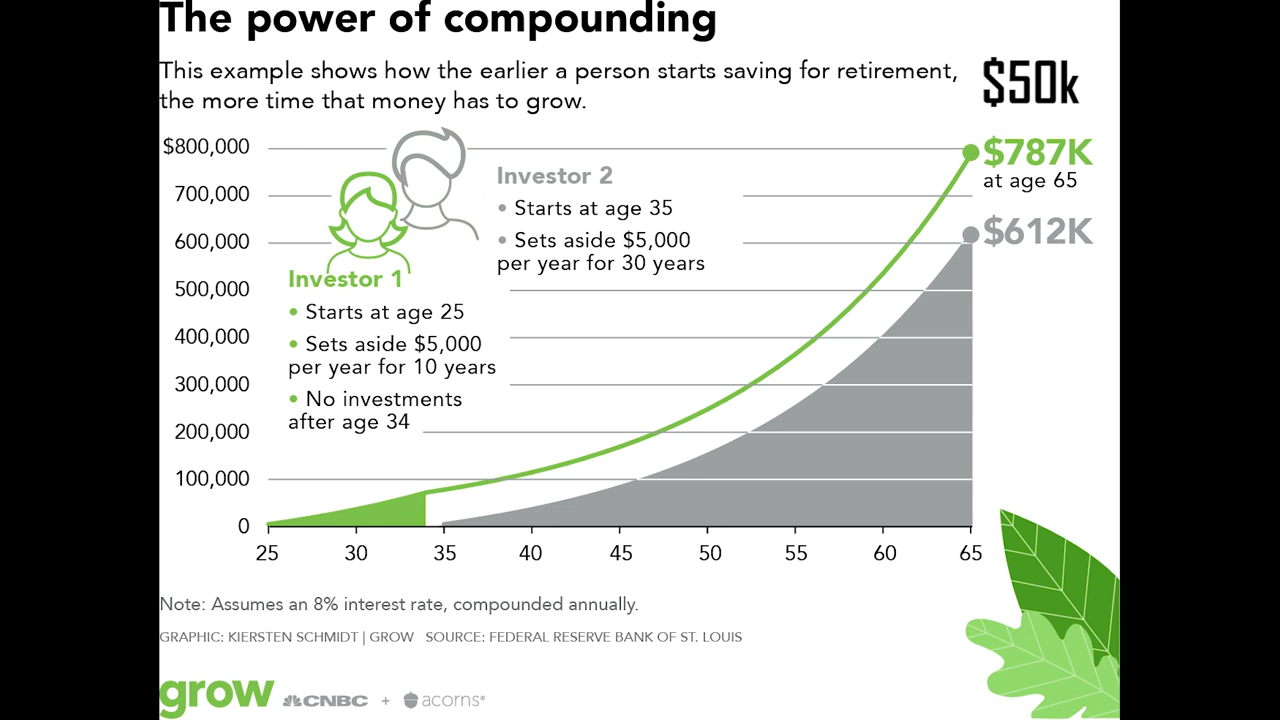 The power of compounding
This example shows how the earlier a person starts saving for retirement,
the more time that money has to grow.
$50k
$800,000
700,000
600,000
500,000
400,000
300,000
200,000
100,000
0
Investor 2
• Starts at age 35
• Sets aside $5,000
per year for 30 years
Investor 1
• Starts at age 25
• Sets aside $5,000
per year for 10 years
• No investments
after age 34
$787K
at age 65
$612K
25 30 35 40 45 50 55 60 65
Note: Assumes an 8% interest rate, compounded annually.
GRAPHIC: KIERSTEN SCHMIDT | GROW SOURCE: FEDERAL RESERVE BANK OF ST. LOUIS
grow CNBC + acorns®